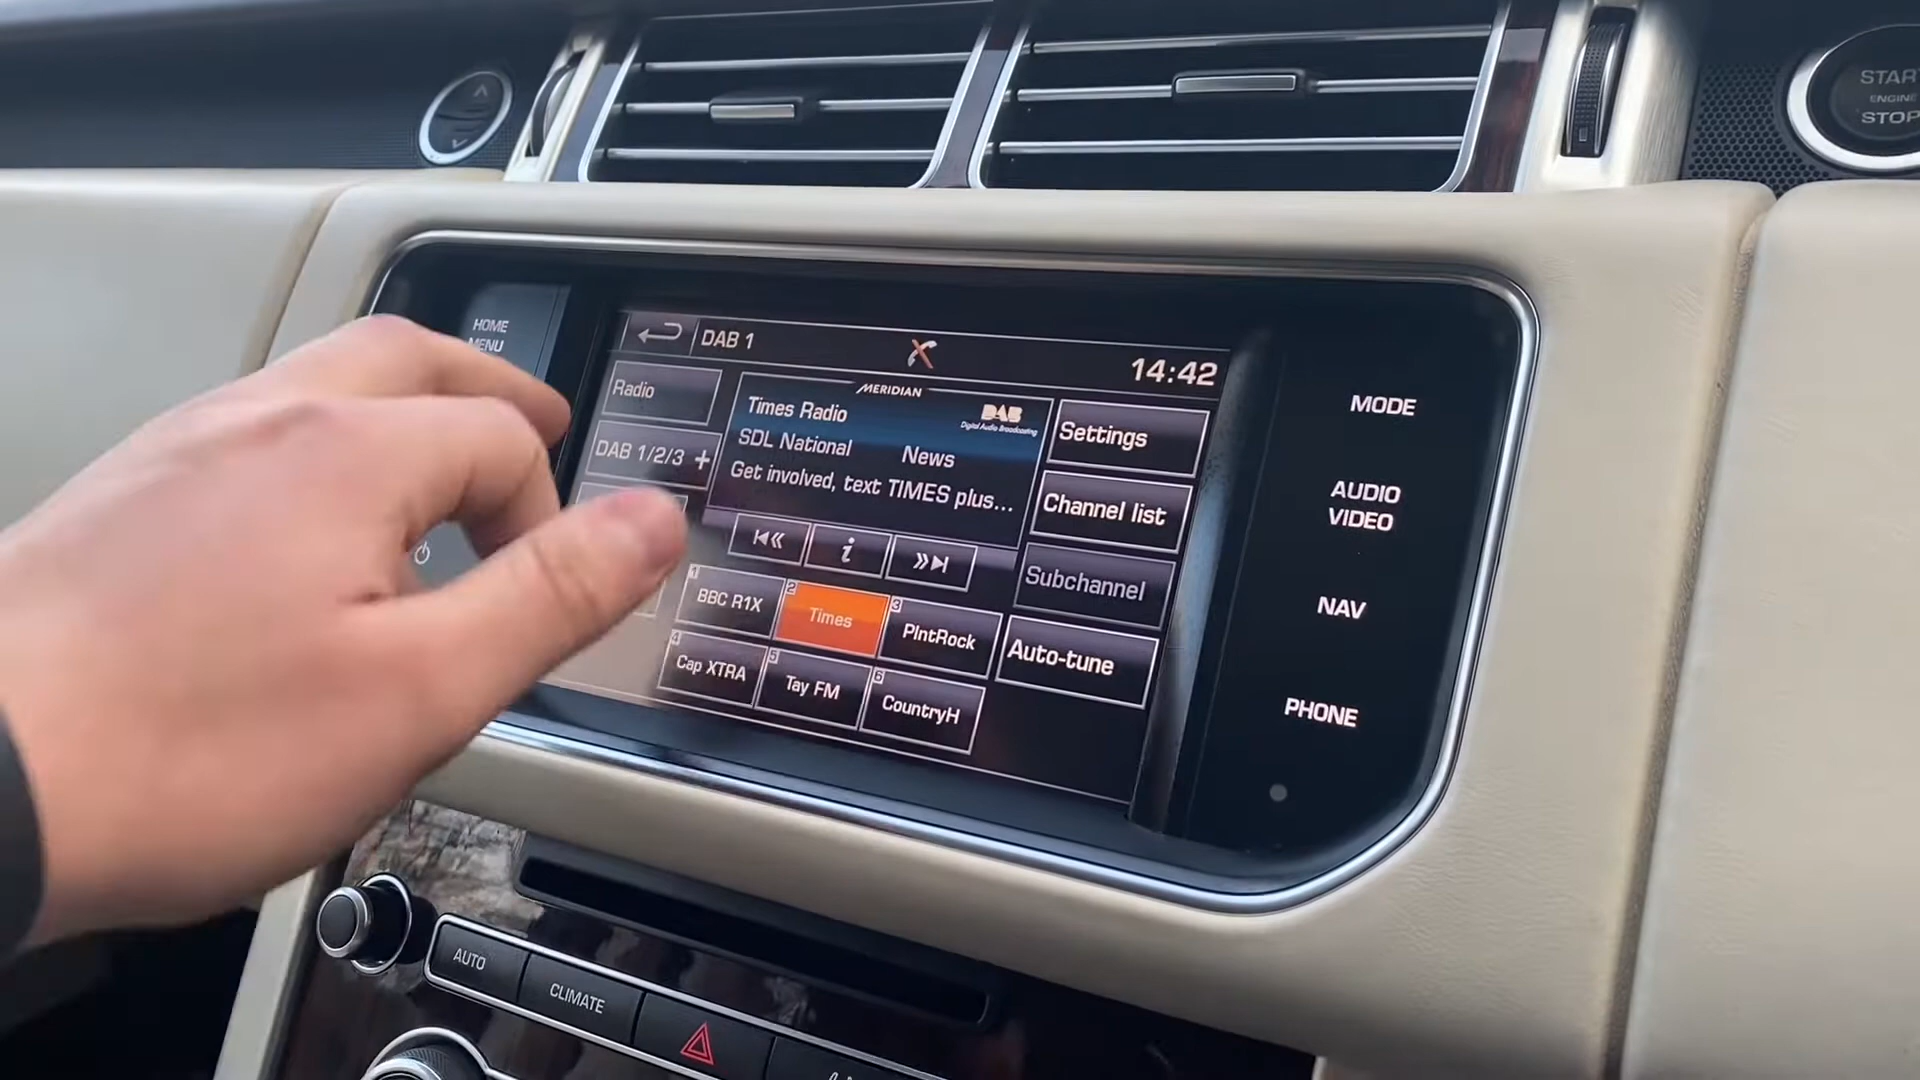 START
ENGINE
STOP
HOME
MENU
DAB 1
14:42
Radio
MERIDIAN
Times Radio
DAB
Digital Audio Broadcasting
SDL National
News
Get involved, text TIMES plus...
DAB 1/2/3 +
Settings
Channel list
Subchannel
Auto-tune
i
1
BBC R1X
2
Times
3
PlntRock
4
Cap XTRA
5
Tay FM
6
CountryH
MODE
AUDIO
VIDEO
NAV
PHONE
AUTO
CLIMATE